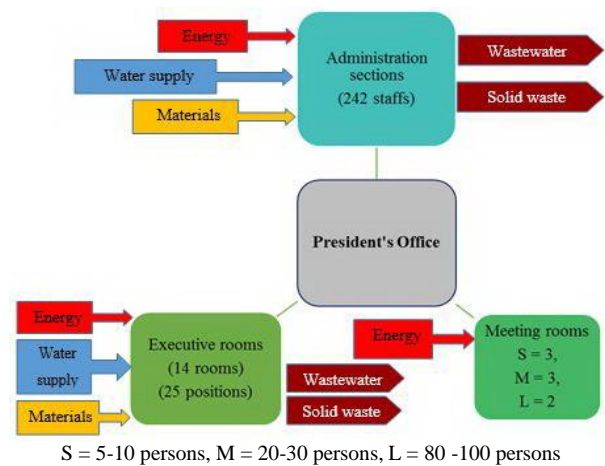 Energy
Water supply
Materials
Administration
sections
(242 staffs)
Wastewater
Solid waste
President's Office
Energy
Water
supply
Materials
Executive rooms
(14 rooms)
(25 positions)
Wastewater
Solid waste
Energy
Meeting rooms
S = 3,
M = 3,
L = 2
S = 5-10 persons, M = 20-30 persons, L = 80 -100 persons